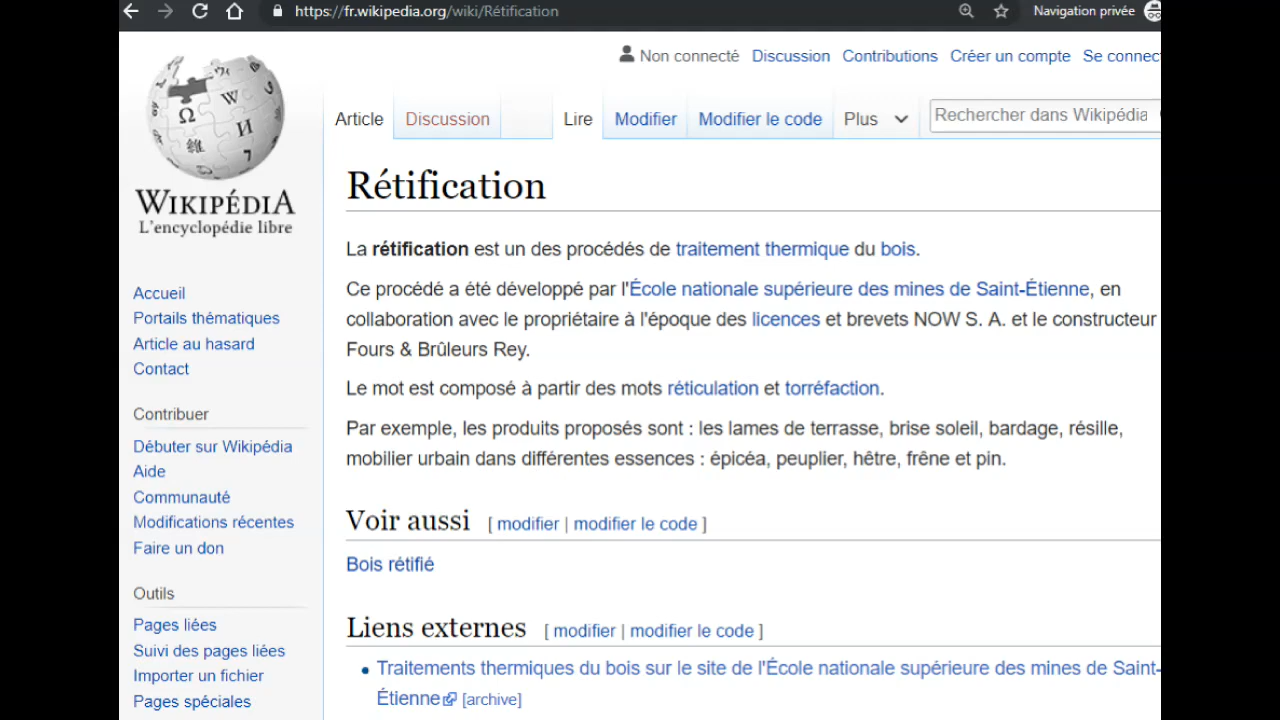 https://fr.wikipedia.org/wiki/Rétification
Navigation privée
Non connecté Discussion Contributions Créer un compte Se connec
Article Discussion Lire Modifier Modifier le code Plus
Rechercher dans Wikipédia
WIKIPÉDIA
L'encyclopédie libre
Accueil
Portails thématiques
Article au hasard
Contact
Contribuer
Débuter sur Wikipédia
Aide
Communauté
Modifications récentes
Faire un don
Outils
Pages liées
Suivi des pages liées
Importer un fichier
Pages spéciales
Rétification
La rétification est un des procédés de traitement thermique du bois.
Ce procédé a été développé par l'École nationale supérieure des mines de Saint-Étienne, en
collaboration avec le propriétaire à l'époque des licences et brevets NOW S. A. et le constructeur
Fours & Brûleurs Rey.
Le mot est composé à partir des mots réticulation et torréfaction.
Par exemple, les produits proposés sont : les lames de terrasse, brise soleil, bardage, résille,
mobilier urbain dans différentes essences : épicéa, peuplier, hêtre, frêne et pin.
Voir aussi [ modifier | modifier le code ]
Bois rétifié
Liens externes [ modifier | modifier le code ]
Traitements thermiques du bois sur le site de l'École nationale supérieure des mines de Saint-
Étienne [archive]